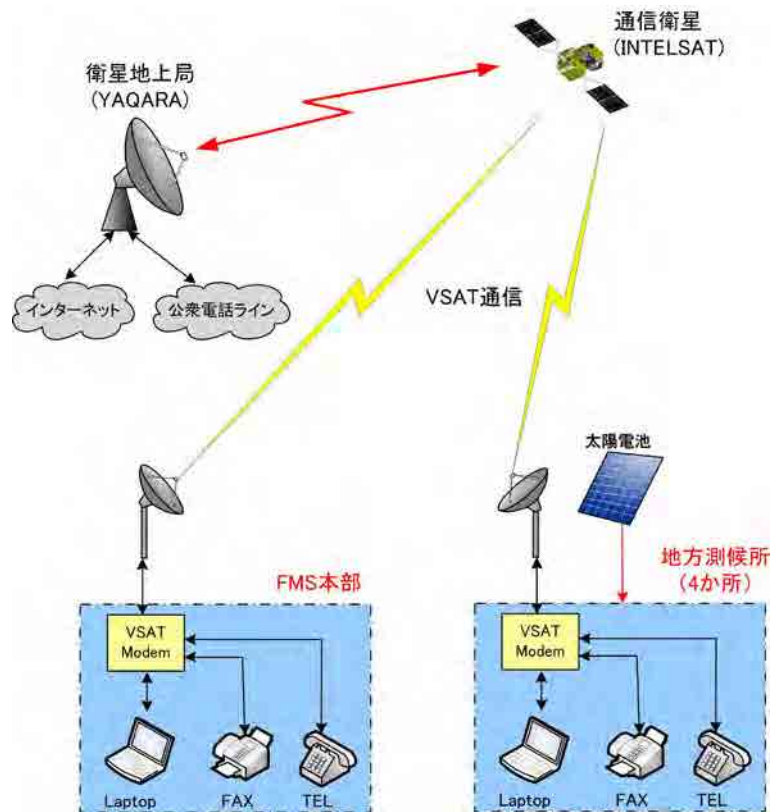 通信衛星
(INTELSAT)
衛星地上局
(YAQARA)
インターネット
公衆電話ライン
VSAT通信
太陽電池
FMS本部
地方測候所
(4か所)
VSAT
Modem
Laptop
FAX
TEL
VSAT
Modem
Laptop
FAX
TEL